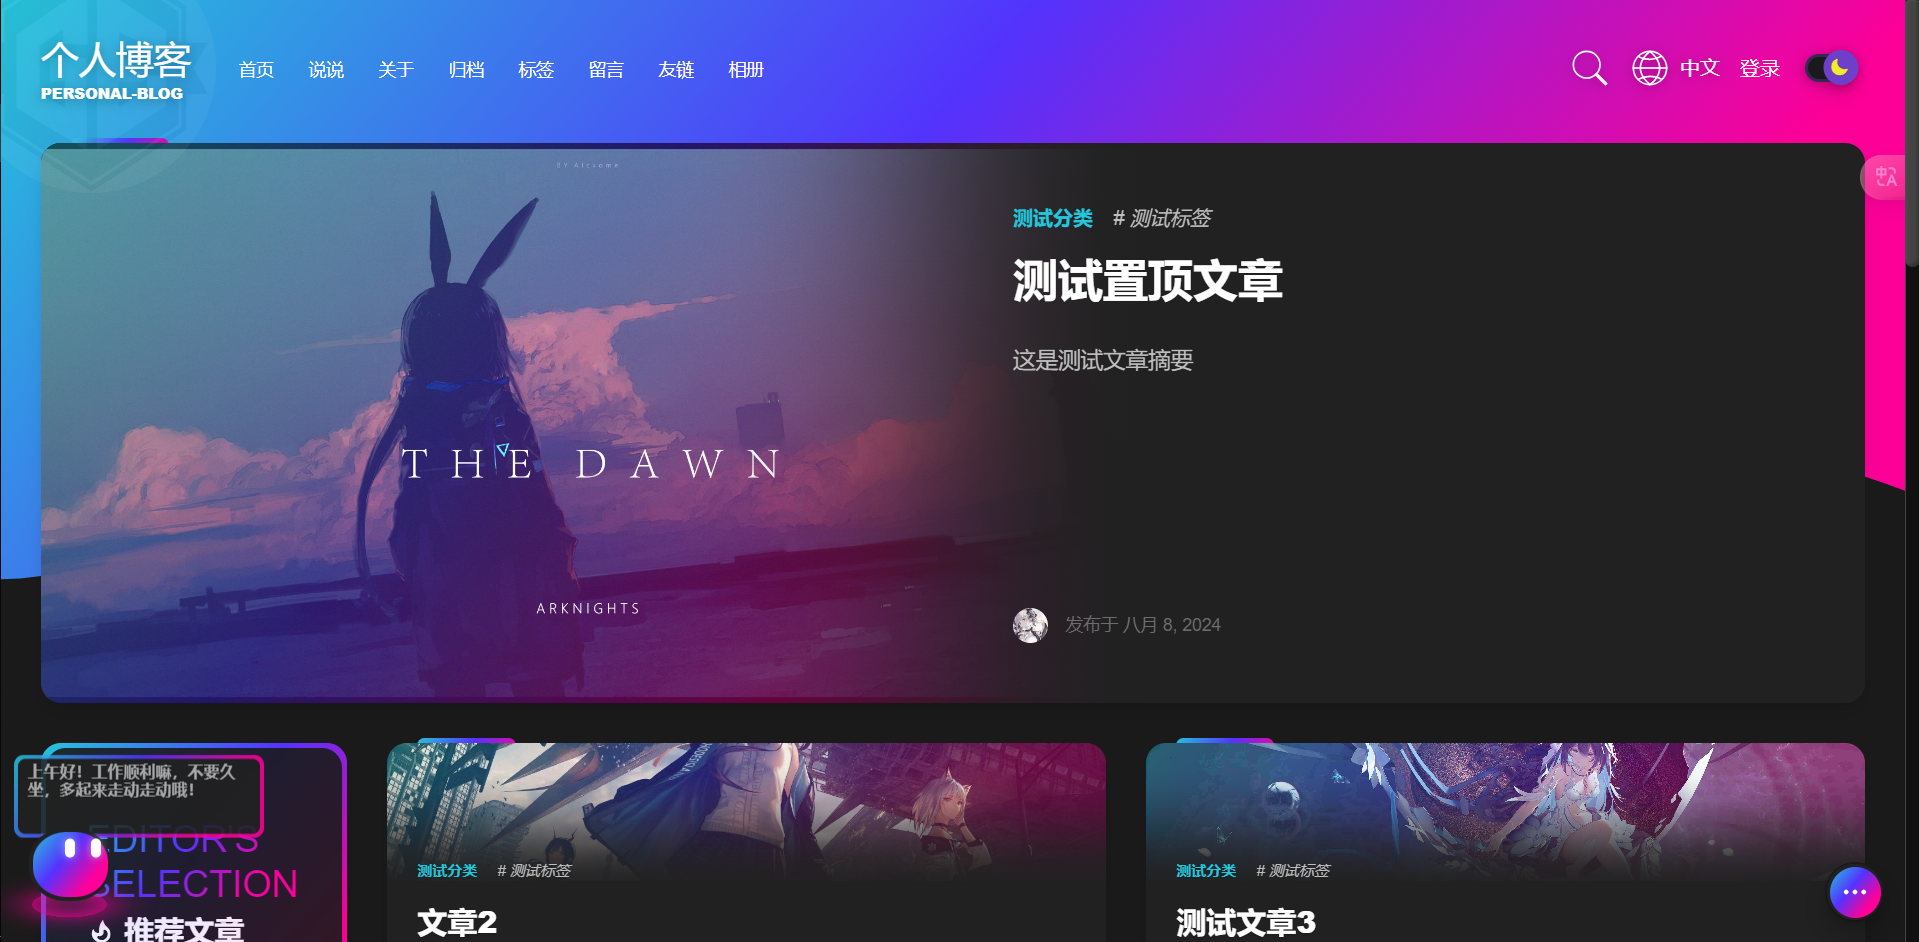 个人博客
PERSONAL-BLOG
首页 说说 关于 归档 标签 留言 友链 相册
中文 登录
BY Alcxome
THE DAWN
ARKNIGHTS
测试分类 # 测试标签
测试置顶文章
这是测试文章摘要
发布于 八月 8, 2024
上午好！工作顺利嘛，不要久
坐，多起来走动走动哦！
EDITOR'S
SELECTION
推荐文章
测试分类 # 测试标签
文章2
测试分类 # 测试标签
测试文章3